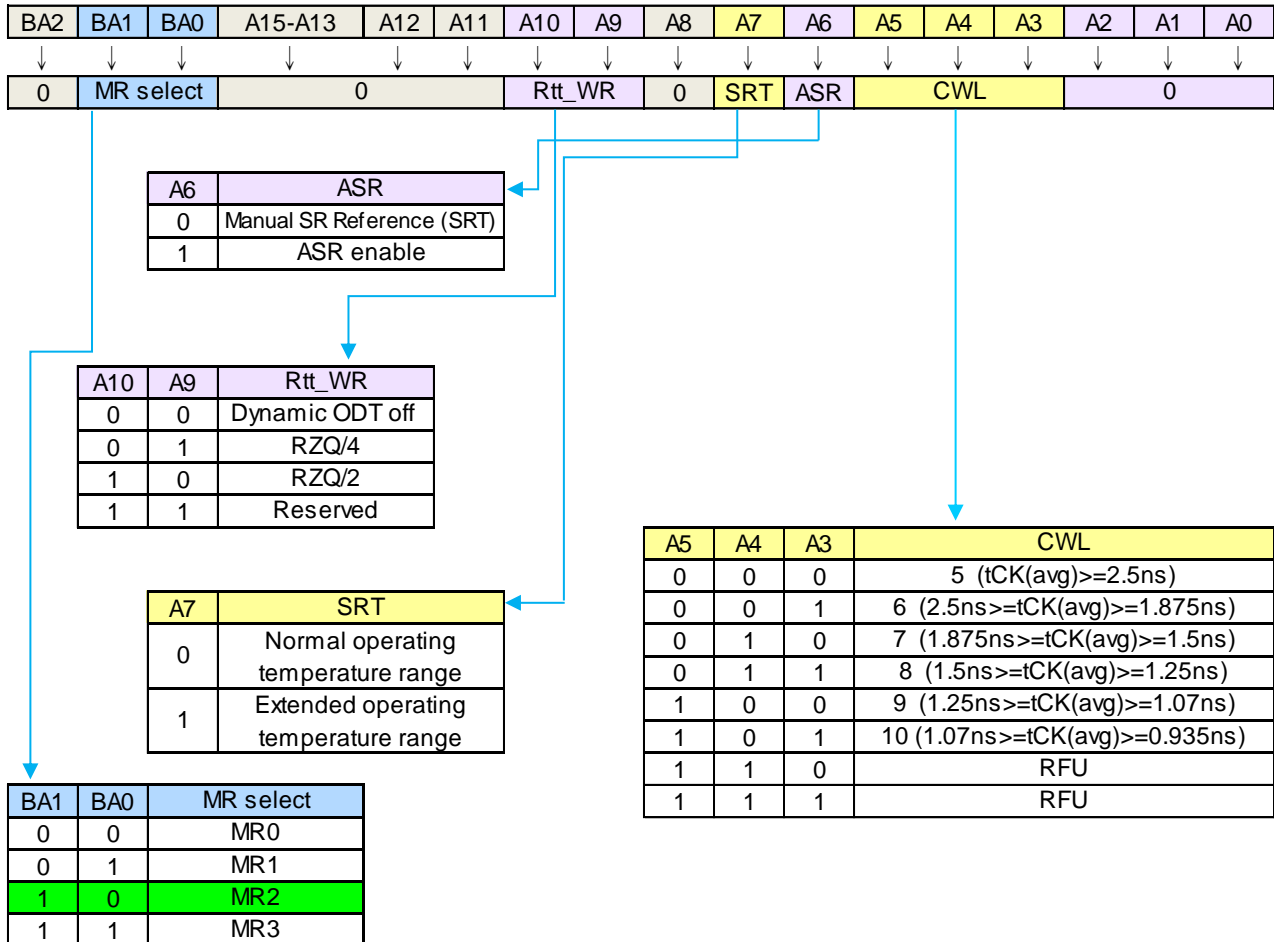 BA2 BA1 BA0 A15-A13 A12 A11 A10 A9 A8 A7 A6 A5 A4 A3 A2 A1 A0
0 MR select 0 Rtt_WR 0 SRT ASR CWL 0
A6 ASR
0 Manual SR Reference (SRT)
1 ASR enable
A10 A9 Rtt_WR
0 0 Dynamic ODT off
0 1 RZQ/4
1 0 RZQ/2
1 1 Reserved
A7 SRT
0 Normal operating
temperature range
1 Extended operating
temperature range
A5 A4 A3 CWL
0 0 0 5 (tCK(avg)>=2.5ns)
0 0 1 6 (2.5ns>=tCK(avg)>=1.875ns)
0 1 0 7 (1.875ns>=tCK(avg)>=1.5ns)
0 1 1 8 (1.5ns>=tCK(avg)>=1.25ns)
1 0 0 9 (1.25ns>=tCK(avg)>=1.07ns)
1 0 1 10 (1.07ns>=tCK(avg)>=0.935ns)
1 1 0 RFU
1 1 1 RFU
BA1 BA0 MR select
0 0 MR0
0 1 MR1
1 0 MR2
1 1 MR3